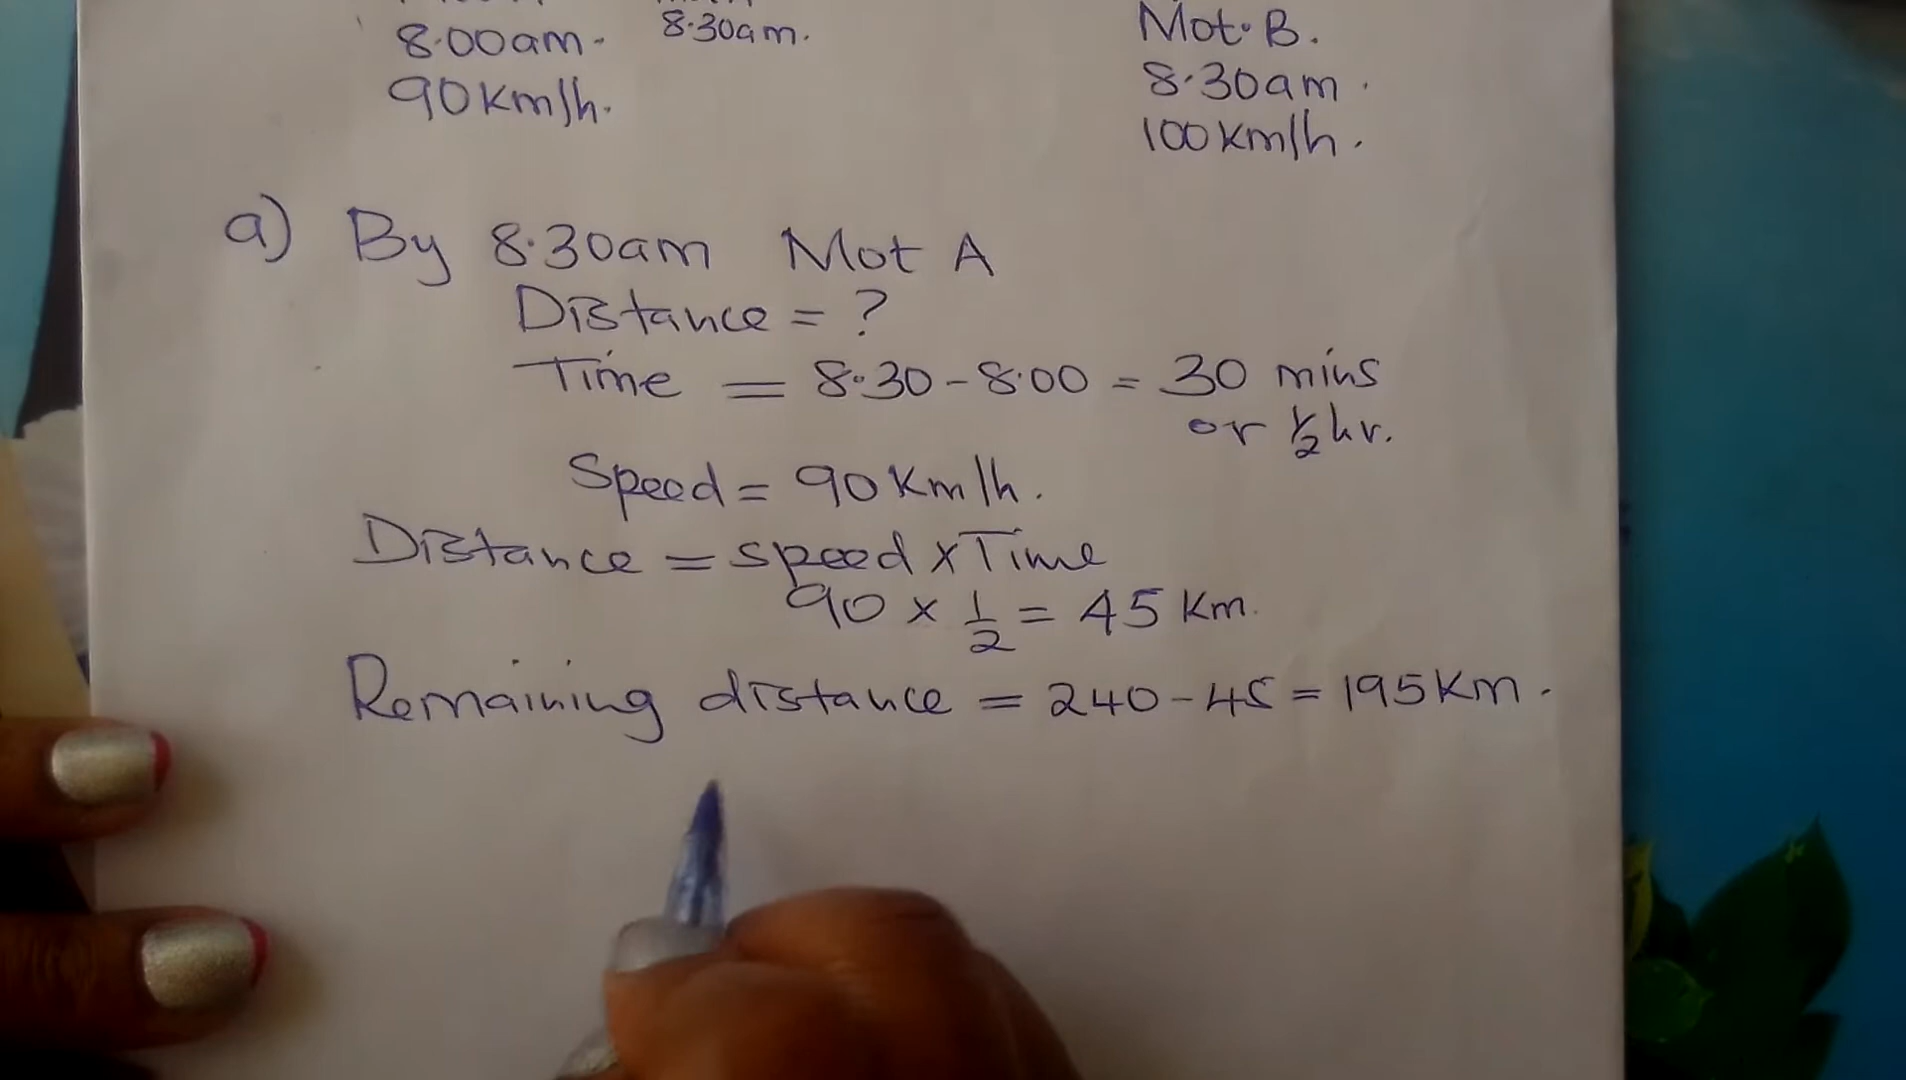 8.00am.
8.30am.
90km/h.
Mot. B.
8.30am.
100km/h.
a) By 8.30am Mot A
Distance = ?
Time = 8.30 - 8.00 = 30 mins
or 1/2 hr.
Speed = 90km/h.
Distance = speed x Time
90 x 1/2 = 45 km.
Remaining distance = 240 - 45 = 195km.